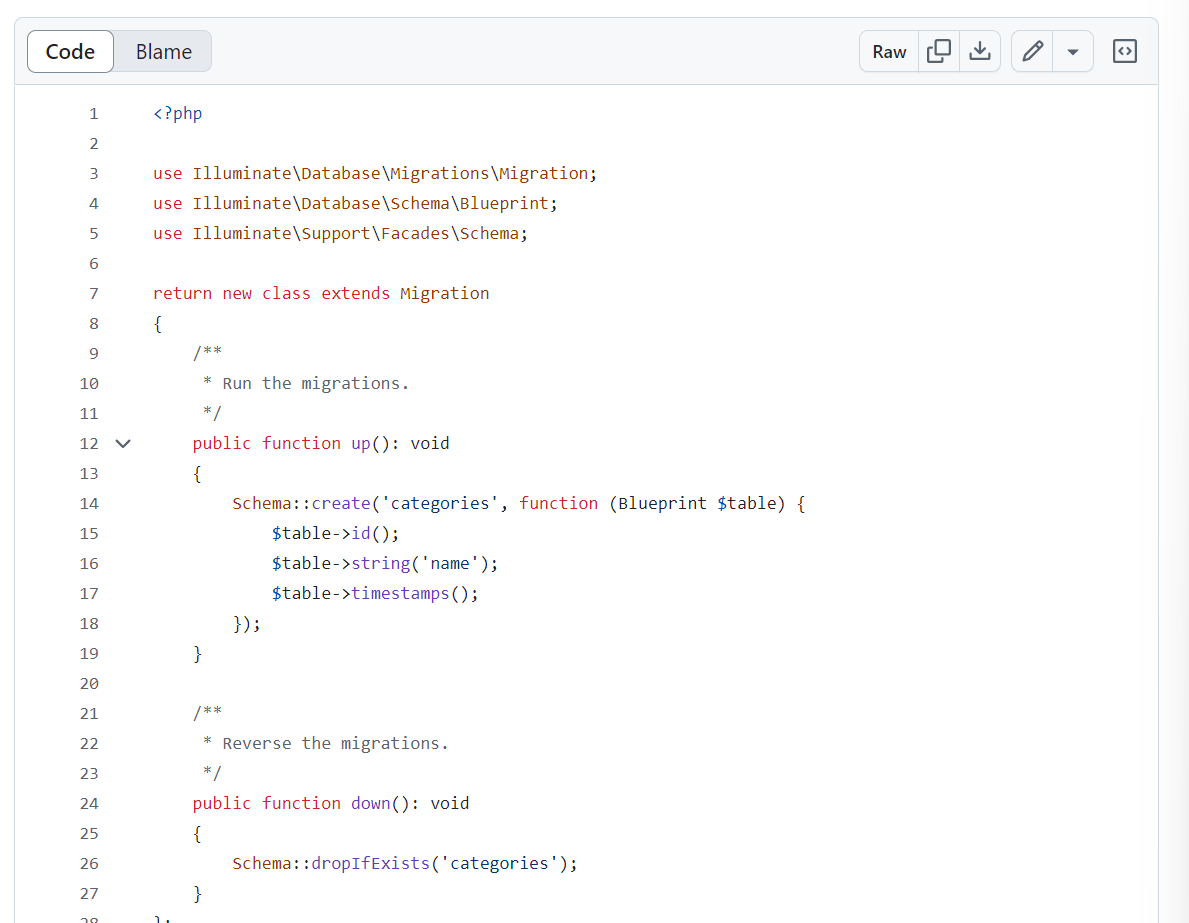 Code Blame Raw
1 <?php
2
3 use Illuminate\Database\Migrations\Migration;
4 use Illuminate\Database\Schema\Blueprint;
5 use Illuminate\Support\Facades\Schema;
6
7 return new class extends Migration
8 {
9     /**
10      * Run the migrations.
11      */
12     public function up(): void
13     {
14         Schema::create('categories', function (Blueprint $table) {
15             $table->id();
16             $table->string('name');
17             $table->timestamps();
18         });
19     }
20
21     /**
22      * Reverse the migrations.
23      */
24     public function down(): void
25     {
26         Schema::dropIfExists('categories');
27     }
28 };